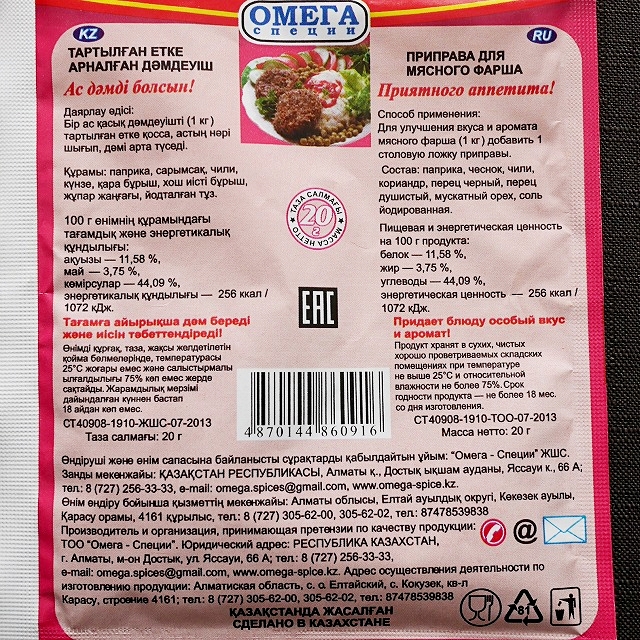 ОМЕГА
специи
KZ
ТАРТЫЛҒАН ЕТКЕ
АРНАЛҒАН ДӘМДЕУІШ
Ас дәмді болсын!
Даярлау әдісі:
Бір ас қасық дәмдеуішті (1 кг)
тартылған етке қосса, астың нәрі
шығып, дәмі арта түседі.
Құрамы: паприка, сарымсақ, чили,
күнзе, қара бұрыш, хош иісті бұрыш,
жұпар жаңғағы, йодталған тұз.
100 г өнімнің құрамындағы
тағамдық және энергетикалық
құндылығы:
ақуызы — 11,58 %,
май — 3,75 %,
көмірсулар — 44,09 %,
энергетикалық құндылығы — 256 ккал /
1072 кДж.
Тағамға айырықша дәм береді
және иісін тәбеттендіреді!
Өнімді құрғақ, таза, жақсы желдетілетін
қойма бөлмелерінде, температурасы
25°С жоғары емес және салыстырмалы
ылғалдылығы 75% көп емес жерде
сақтайды. Жарамдылық мерзімі
дайындалған күннен бастап
18 айдан көп емес.
СТ40908-1910-ЖШС-07-2013
Таза салмағы: 20 г
RU
ПРИПРАВА ДЛЯ
МЯСНОГО ФАРША
Приятного аппетита!
Способ применения:
Для улучшения вкуса и аромата
мясного фарша (1 кг) добавить 1
столовую ложку приправы.
Состав: паприка, чеснок, чили,
кориандр, перец черный, перец
душистый, мускатный орех, соль
йодированная.
Пищевая и энергетическая ценность
на 100 г продукта:
белок — 11,58 %,
жир — 3,75 %,
углеводы — 44,09 %,
энергетическая ценность — 256 ккал /
1072 кДж.
Придает блюду особый вкус
и аромат!
Продукт хранят в сухих, чистых
хорошо проветриваемых складских
помещениях при температуре
не выше 25°С и относительной
влажности не более 75%. Срок
годности продукта — не более 18 мес.
со дня изготовления.
СТ40908-1910-ТОО-07-2013
Масса нетто: 20 г
ТАЗА САЛМАҒЫ
20 г
МАССА НЕТТО
ЕАС
4870144860916
Өндіруші және өнім сапасына байланысты сұрақтарды қабылдайтын ұйым: "Омега - Специи" ЖШС.
Заңды мекенжайы: ҚАЗАҚСТАН РЕСПУБЛИКАСЫ, Алматы қ., Достық ықшам ауданы, Яссауи к., 66 А;
тел: 8 (727) 256-33-33, e-mail: omega.spices@gmail.com, www.omega-spice.kz.
Өнім өндіру бойынша қызметтің мекенжайы: Алматы облысы, Елтай ауылдық округі, Көкөзек ауылы,
Қарасу орамы, 4161 құрылыс, тел.: 8 (727) 305-62-00, 305-62-02, тел.: 87478539838
Производитель и организация, принимающая претензии по качеству продукции:
ТОО "Омега - Специи". Юридический адрес: РЕСПУБЛИКА КАЗАХСТАН,
г. Алматы, м-он Достык, ул. Яссауи, 66 А; тел: 8 (727) 256-33-33,
e-mail: omega.spices@gmail.com, www.omega-spice.kz. Адрес осуществления деятельности по
изготовлению продукции: Алматинская область, с. о. Елтайский, с. Кокузек, кв-л
Карасу, строение 4161; тел.: 8 (727) 305-62-00, 305-62-02, тел.: 87478539838
@
ҚАЗАҚСТАНДА ЖАСАЛҒАН
СДЕЛАНО В КАЗАХСТАНЕ
81